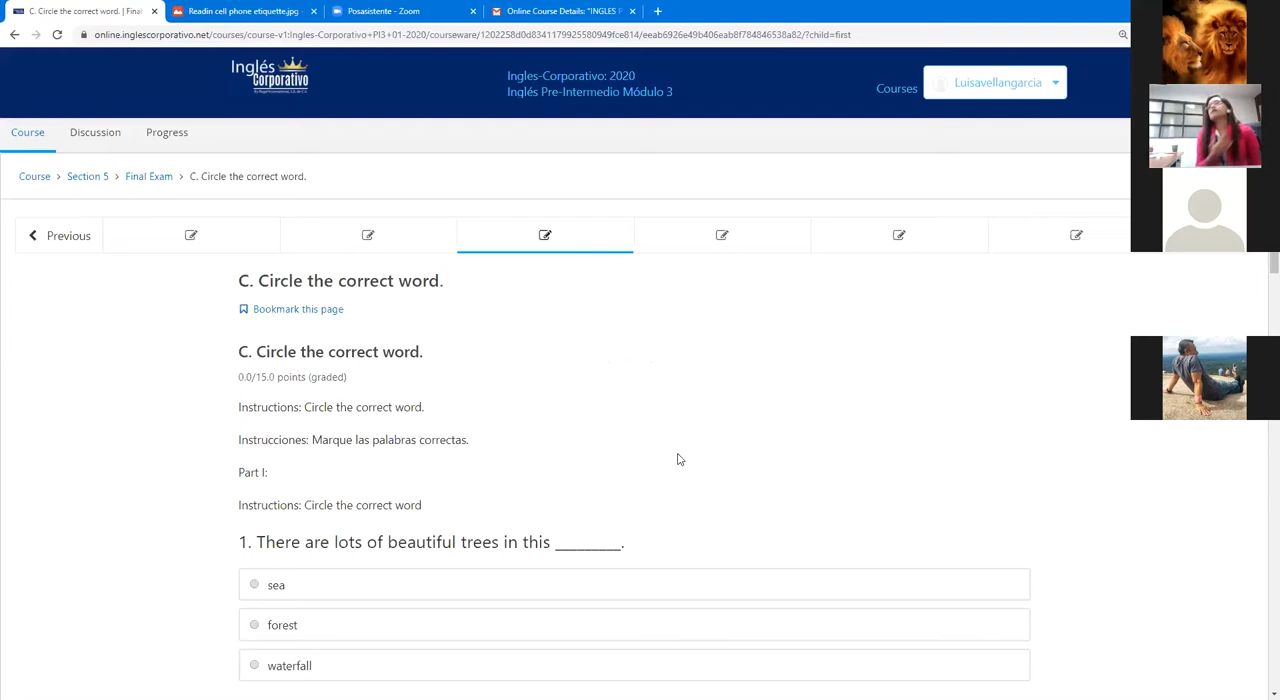 C. Circle the correct word. | Final
Readin cell phone etiquette.jpg -
Posasistente - Zoom
Online Course Details: "INGLES P
online.inglescorporativo.net/courses/course-v1:Ingles-Corporativo+PI3+01-2020/courseware/1202258d0d8341179925580949fce814/eeab6926e49b406eab8f784846538a82/?child=first
Inglés
Corporativo
Ingles-Corporativo: 2020
Inglés Pre-Intermedio Módulo 3
Courses
Luisavellangarcia
Course
Discussion
Progress
Course > Section 5 > Final Exam > C. Circle the correct word.
Previous
C. Circle the correct word.
Bookmark this page
C. Circle the correct word.
0.0/15.0 points (graded)
Instructions: Circle the correct word.
Instrucciones: Marque las palabras correctas.
Part I:
Instructions: Circle the correct word
1. There are lots of beautiful trees in this _________.
sea
forest
waterfall